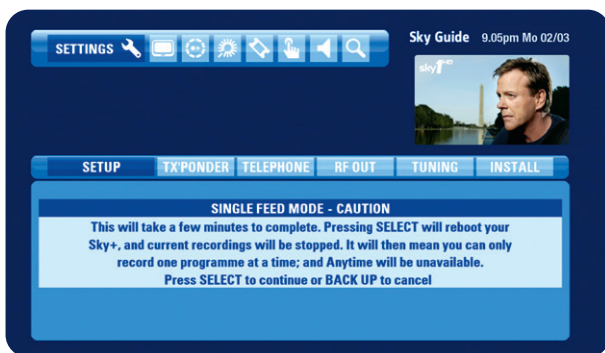 Sky Guide 9.05pm Mo 02/03
SETTINGS
sky1 HD
SETUP TX'PONDER TELEPHONE RF OUT TUNING INSTALL
SINGLE FEED MODE - CAUTION
This will take a few minutes to complete. Pressing SELECT will reboot your
Sky+, and current recordings will be stopped. It will then mean you can only
record one programme at a time; and Anytime will be unavailable.
Press SELECT to continue or BACK UP to cancel